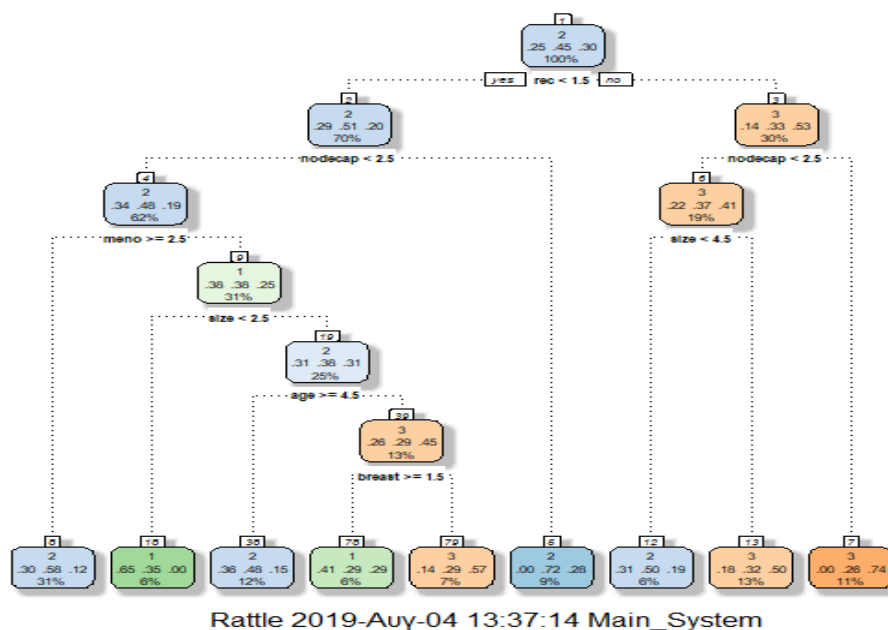 1
2
.25 .45 .30
100%
yes rec < 1.5 no
2
2
.29 .51 .20
70%
3
3
.14 .33 .53
30%
nodecap < 2.5
nodecap < 2.5
4
2
.34 .48 .19
62%
6
3
.22 .37 .41
19%
meno >= 2.5
size < 4.5
9
1
.38 .38 .25
31%
size < 2.5
19
2
.31 .38 .31
25%
age >= 4.5
39
3
.26 .29 .45
13%
breast >= 1.5
8
2
.30 .58 .12
31%
18
1
.65 .35 .00
6%
38
2
.36 .48 .15
12%
78
1
.41 .29 .29
6%
79
3
.14 .29 .57
7%
5
2
.00 .72 .28
9%
12
2
.31 .50 .19
6%
13
3
.18 .32 .50
13%
7
3
.00 .26 .74
11%
Rattle 2019-Αυγ-04 13:37:14 Main_System